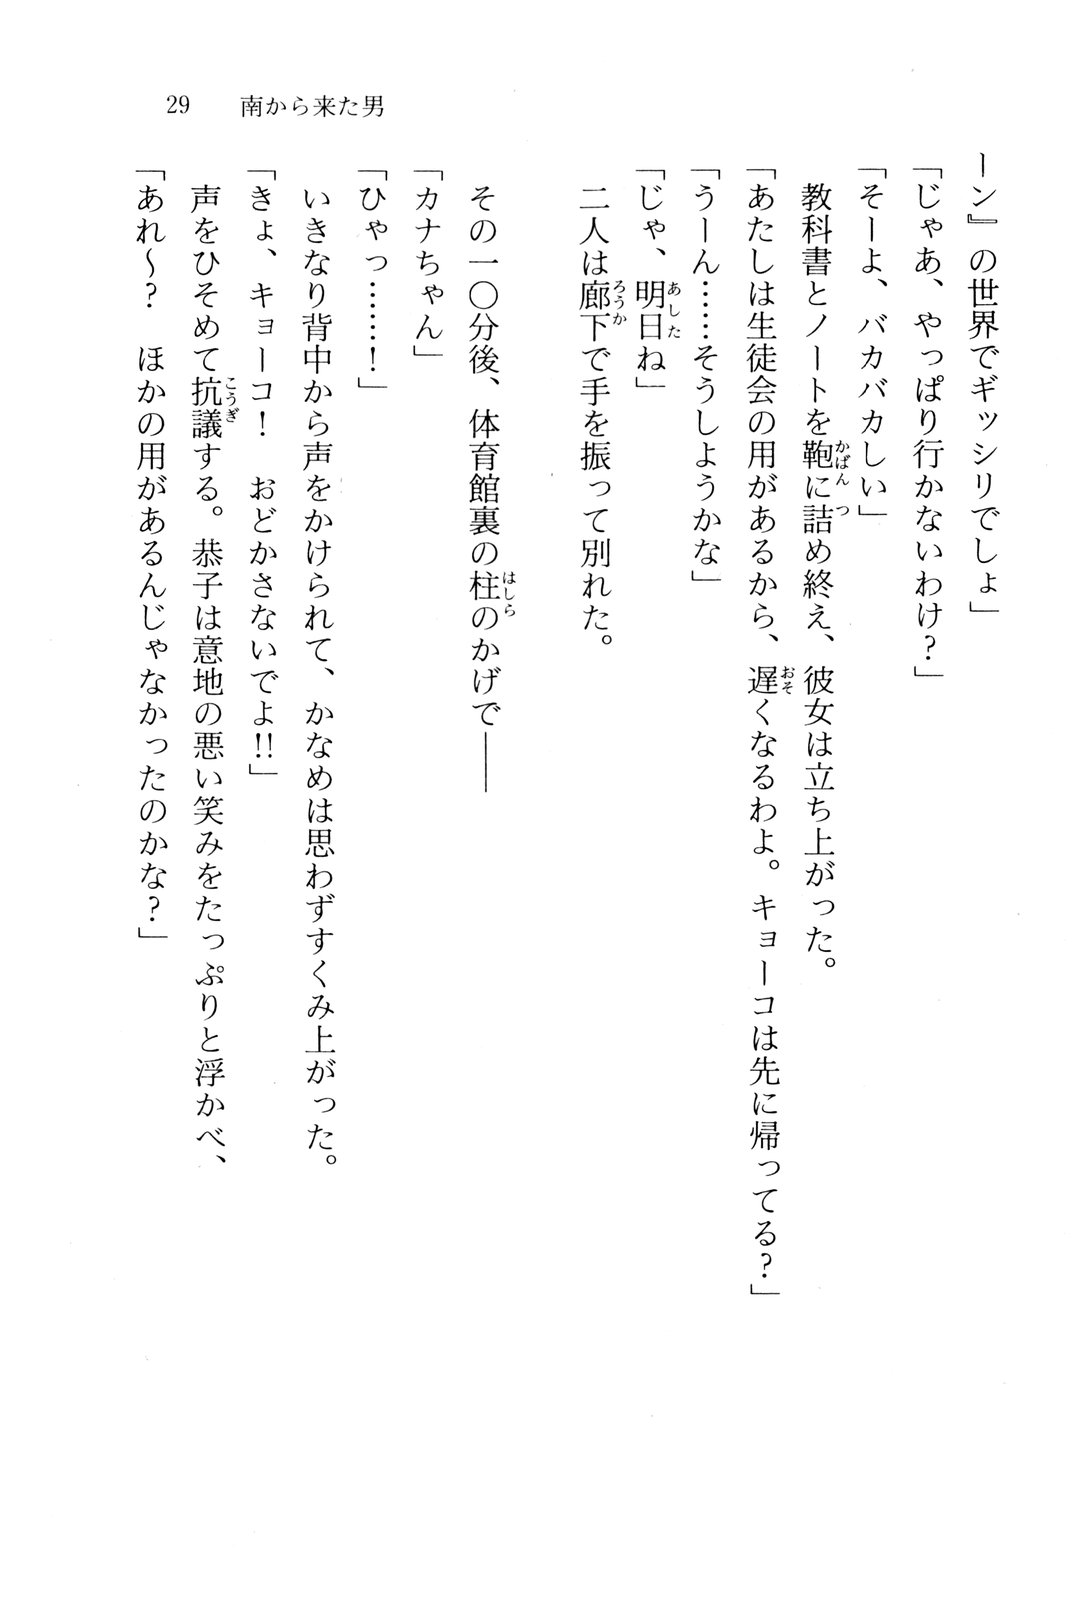 29　南から来た男
ーン』の世界でギッシリでしょ」
「じゃあ、やっぱり行かないわけ？」
「そーよ、バカバカしい」
教科書とノートを鞄に詰め終え、彼女は立ち上がった。
「あたしは生徒会の用があるから、遅くなるわよ。キョーコは先に帰ってる？」
「うーん……そうしようかな」
「じゃ、明日ね」
二人は廊下で手を振って別れた。
その一〇分後、体育館裏の柱のかげで――
「カナちゃん」
「ひゃっ……！」
いきなり背中から声をかけられて、かなめは思わずすくみ上がった。
「きょ、キョーコ！　おどかさないでよ!!」
声をひそめて抗議する。恭子は意地の悪い笑みをたっぷりと浮かべ、
「あれ～？　ほかの用があるんじゃなかったのかな？」